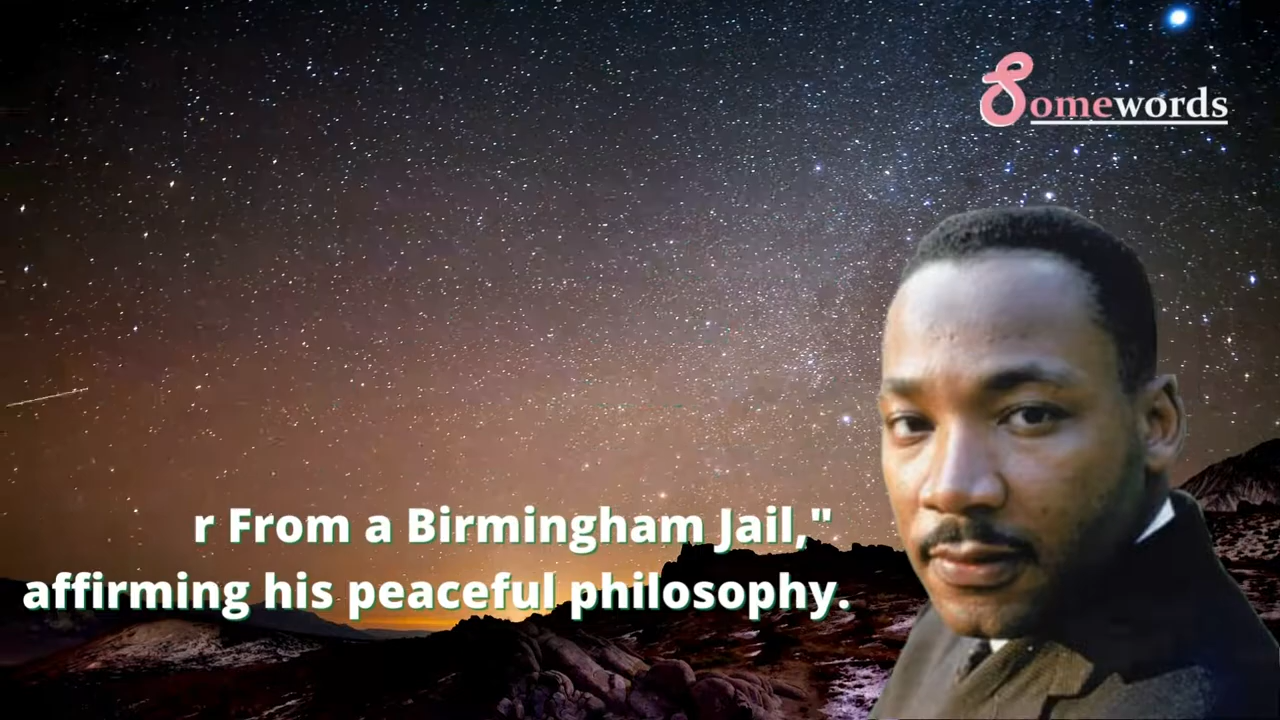 Somewords
r From a Birmingham Jail,"
affirming his peaceful philosophy.